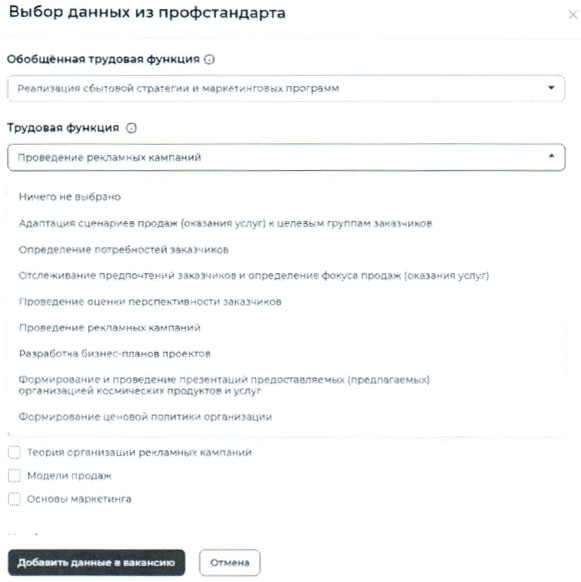 Выбор данных из профстандарта
Обобщённая трудовая функция
Реализация сбытовой стратегии и маркетинговых программ
Трудовая функция
Проведение рекламных кампаний
Ничего не выбрано
Адаптация сценариев продаж (оказания услуг) к целевым группам заказчиков
Определение потребностей заказчиков
Отслеживание предпочтений заказчиков и определение фокуса продаж (оказания услуг)
Проведение оценки перспективности заказчиков
Проведение рекламных кампаний
Разработка бизнес-планов проектов
Формирование и проведение презентаций предоставляемых (предлагаемых)
организацией космических продуктов и услуг
Формирование ценовой политики организации
Теория организации рекламных кампаний
Модели продаж
Основы маркетинга
Добавить данные в вакансию
Отмена